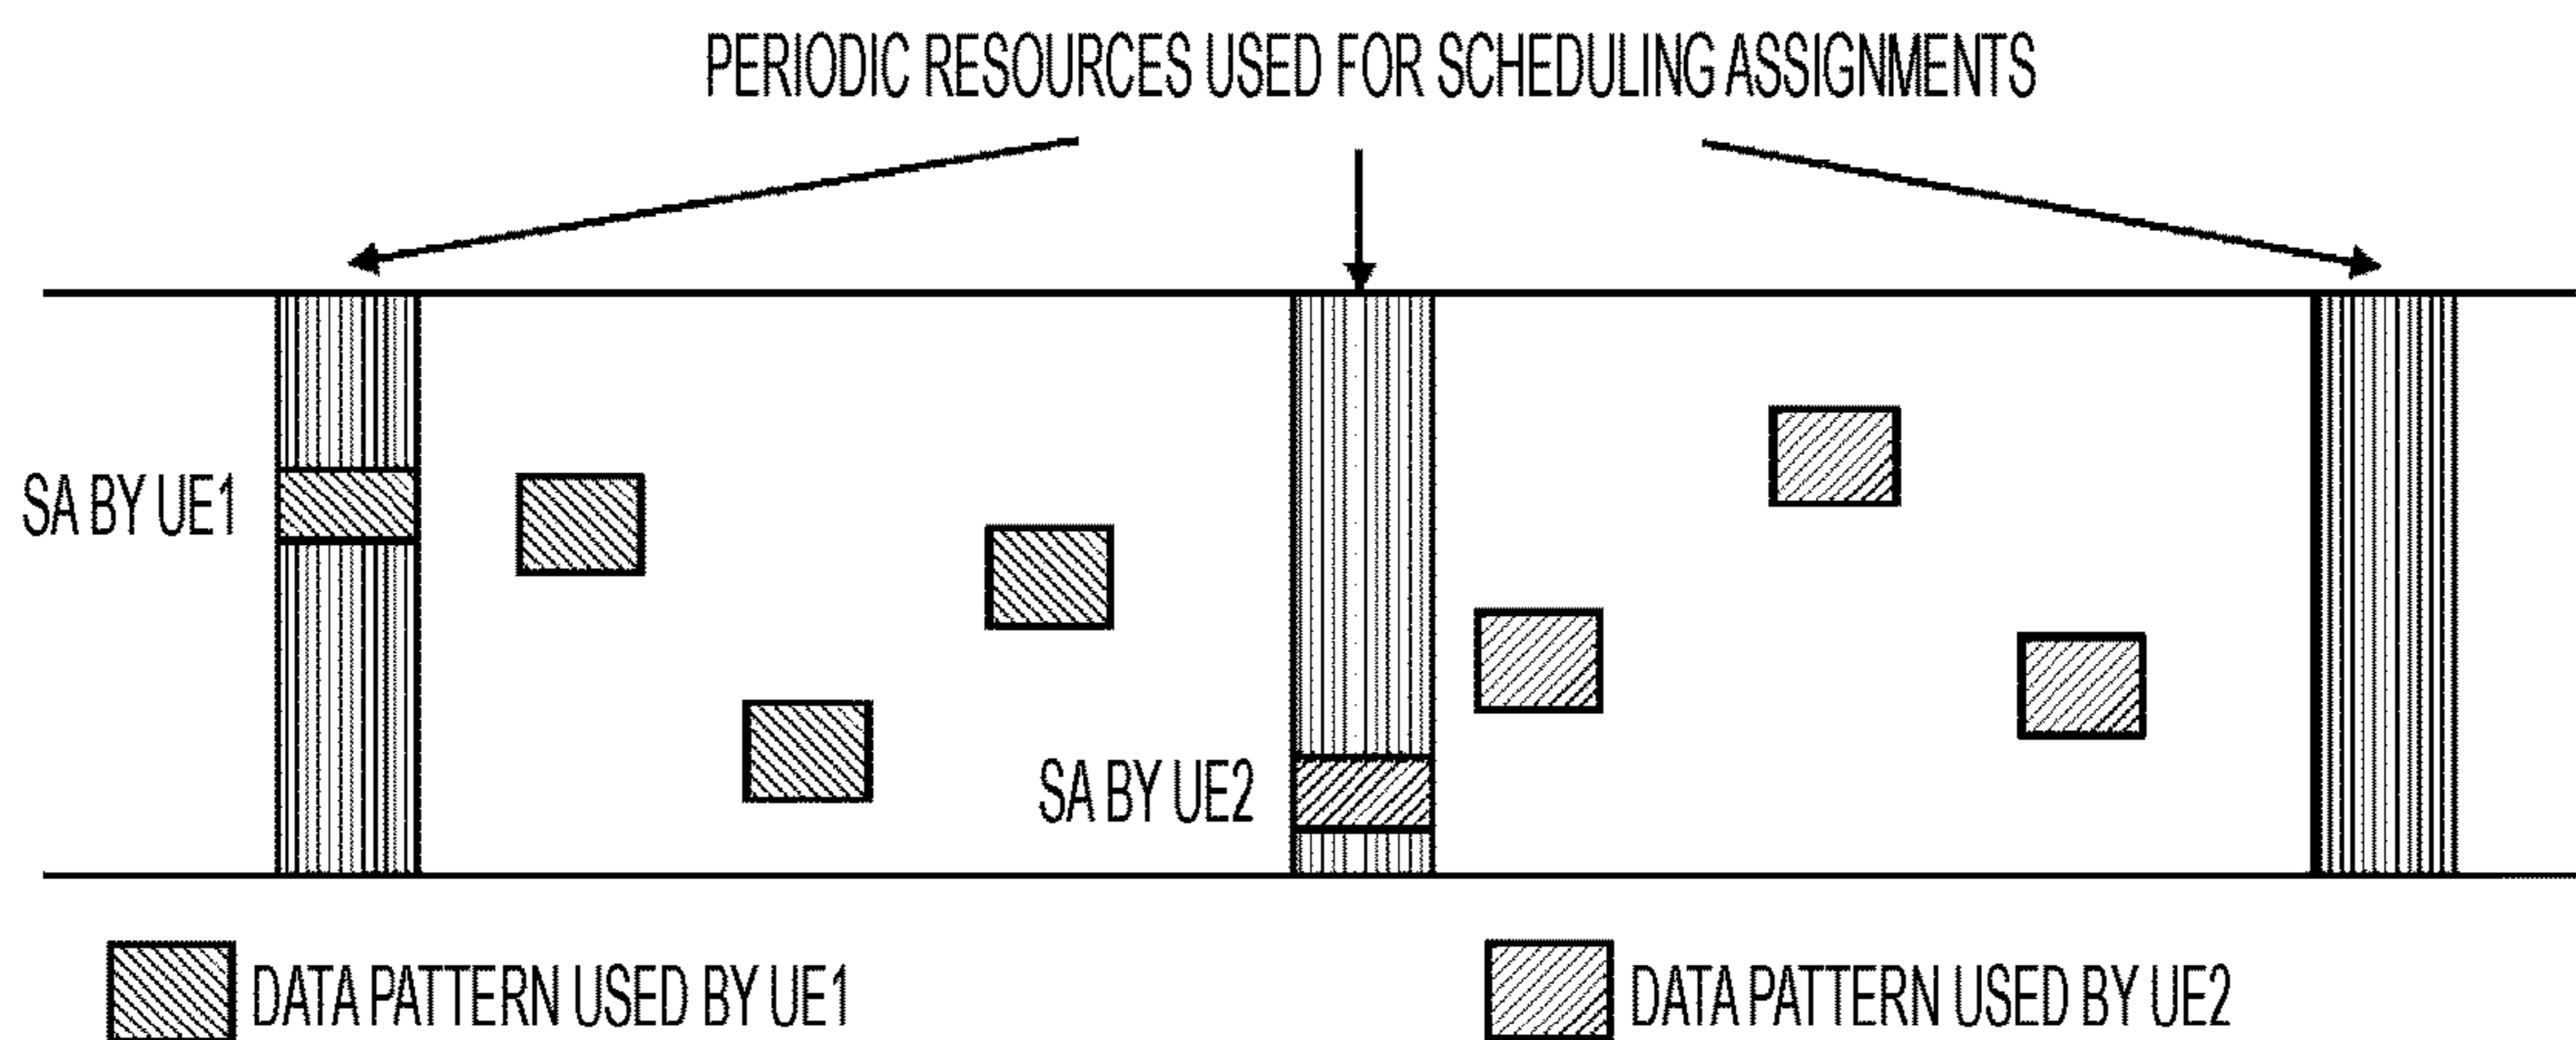 PERIODIC RESOURCES USED FOR SCHEDULING ASSIGNMENTS
SA BY UE1
SA BY UE2
DATA PATTERN USED BY UE1
DATA PATTERN USED BY UE2